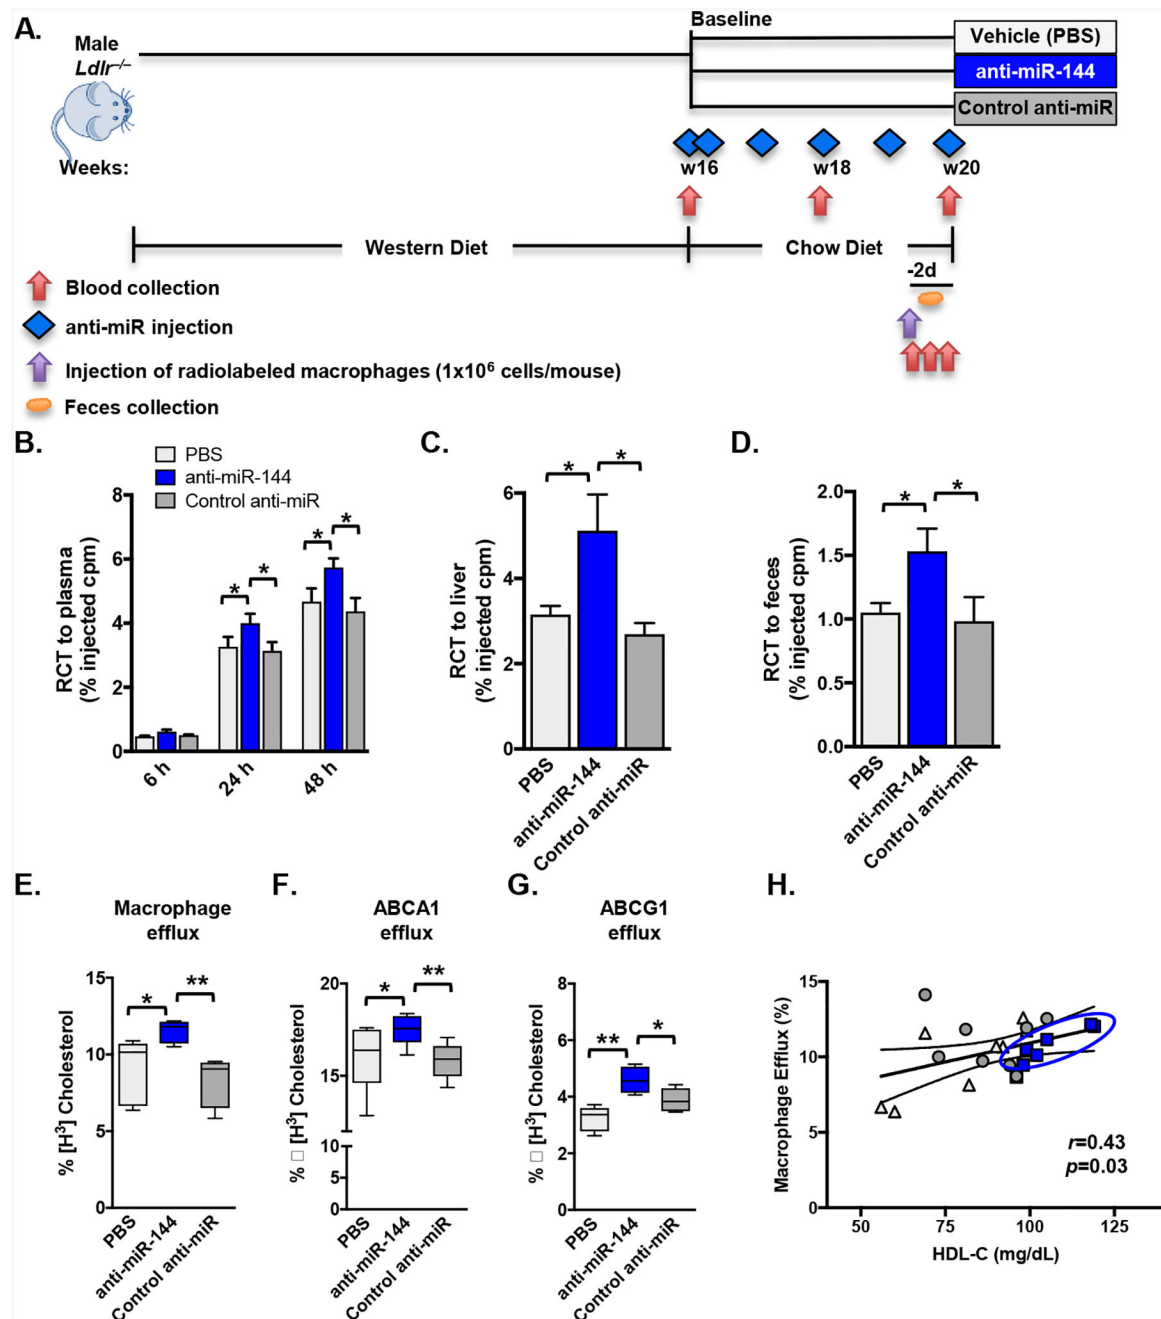 A.
Male
Ldlr–/–
Baseline
Vehicle (PBS)
anti-miR-144
Control anti-miR
Weeks:
w16
w18
w20
Western Diet
Chow Diet
-2d
Blood collection
anti-miR injection
Injection of radiolabeled macrophages (1x10⁶ cells/mouse)
Feces collection
B.
PBS
anti-miR-144
Control anti-miR
RCT to plasma
(% injected cpm)
8
6
4
2
0
*
*
*
*
6 h
24 h
48 h
C.
RCT to liver
(% injected cpm)
6
4
2
0
*
*
PBS
anti-miR-144
Control anti-miR
D.
RCT to feces
(% injected cpm)
2.0
1.5
1.0
0.5
0.0
*
*
PBS
anti-miR-144
Control anti-miR
E.
Macrophage
efflux
% [H³] Cholesterol
15
10
5
0
*
**
PBS
anti-miR-144
Control anti-miR
F.
ABCA1
efflux
% □ [H³] Cholesterol
20
15
10
5
0
*
**
PBS
anti-miR-144
Control anti-miR
G.
ABCG1
efflux
% □ [H³] Cholesterol
8
6
4
2
0
**
*
PBS
anti-miR-144
Control anti-miR
H.
Macrophage Efflux (%)
15
10
5
0
r=0.43
p=0.03
50
75
100
125
HDL-C (mg/dL)